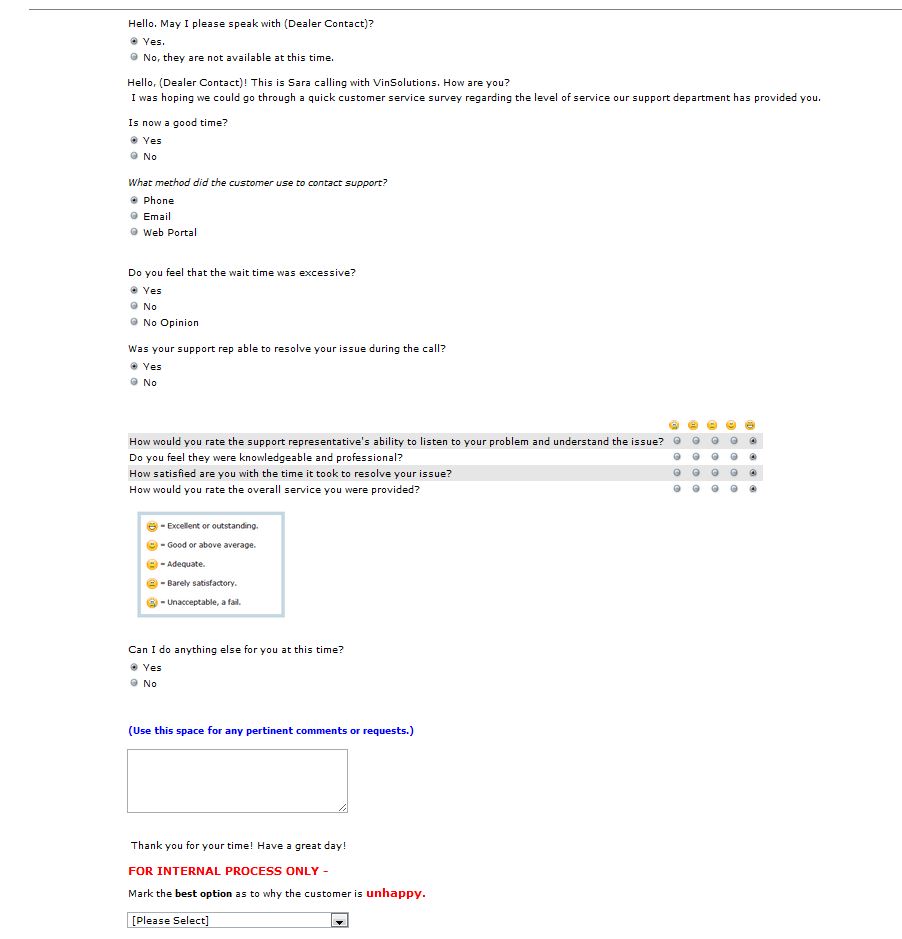 Hello. May I please speak with (Dealer Contact)?
Yes.
No, they are not available at this time.
Hello, (Dealer Contact)! This is Sara calling with VinSolutions. How are you?
I was hoping we could go through a quick customer service survey regarding the level of service our support department has provided you.
Is now a good time?
Yes
No
What method did the customer use to contact support?
Phone
Email
Web Portal
Do you feel that the wait time was excessive?
Yes
No
No Opinion
Was your support rep able to resolve your issue during the call?
Yes
No
How would you rate the support representative's ability to listen to your problem and understand the issue?
Do you feel they were knowledgeable and professional?
How satisfied are you with the time it took to resolve your issue?
How would you rate the overall service you were provided?
= Excellent or outstanding.
= Good or above average.
= Adequate.
= Barely satisfactory.
= Unacceptable, a fail.
Can I do anything else for you at this time?
Yes
No
(Use this space for any pertinent comments or requests.)
Thank you for your time! Have a great day!
FOR INTERNAL PROCESS ONLY -
Mark the best option as to why the customer is unhappy.
[Please Select]